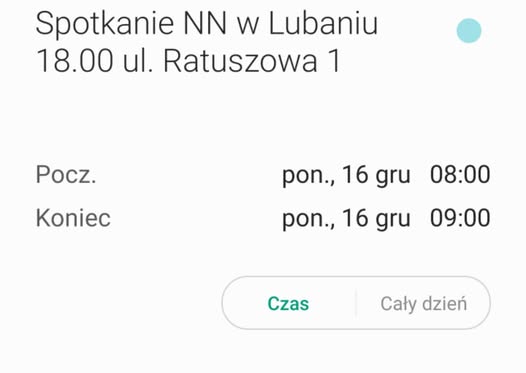 Spotkanie NN w Lubaniu
18.00 ul. Ratuszowa 1
Pocz. pon., 16 gru 08:00
Koniec pon., 16 gru 09:00
Czas Cały dzień